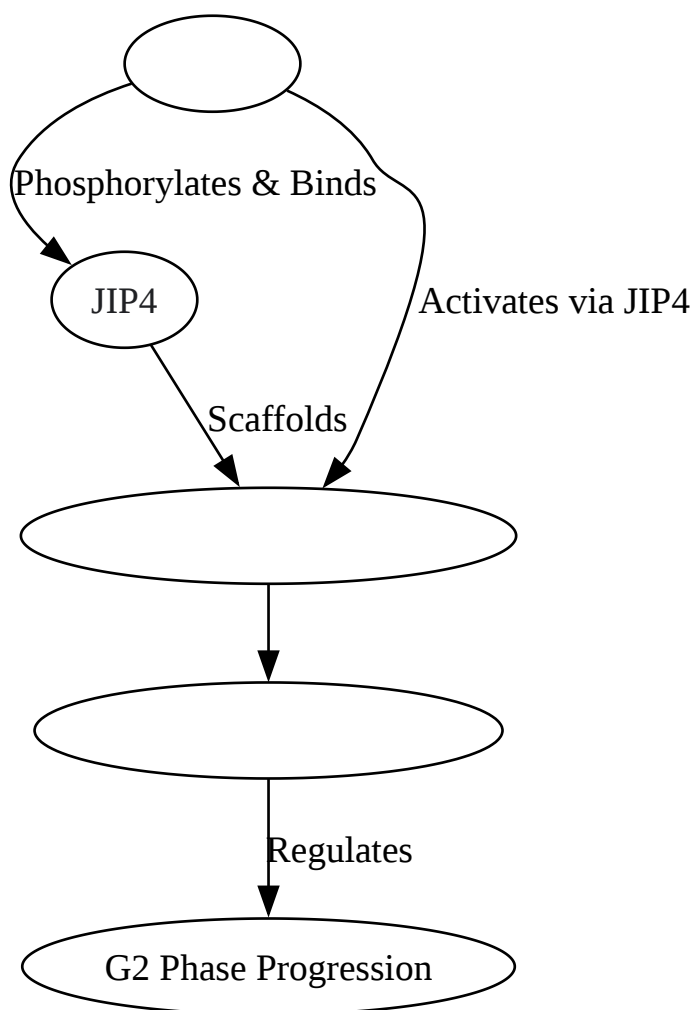 Phosphorylates & Binds
JIP4
Activates via JIP4
Scaffolds
Regulates
G2 Phase Progression